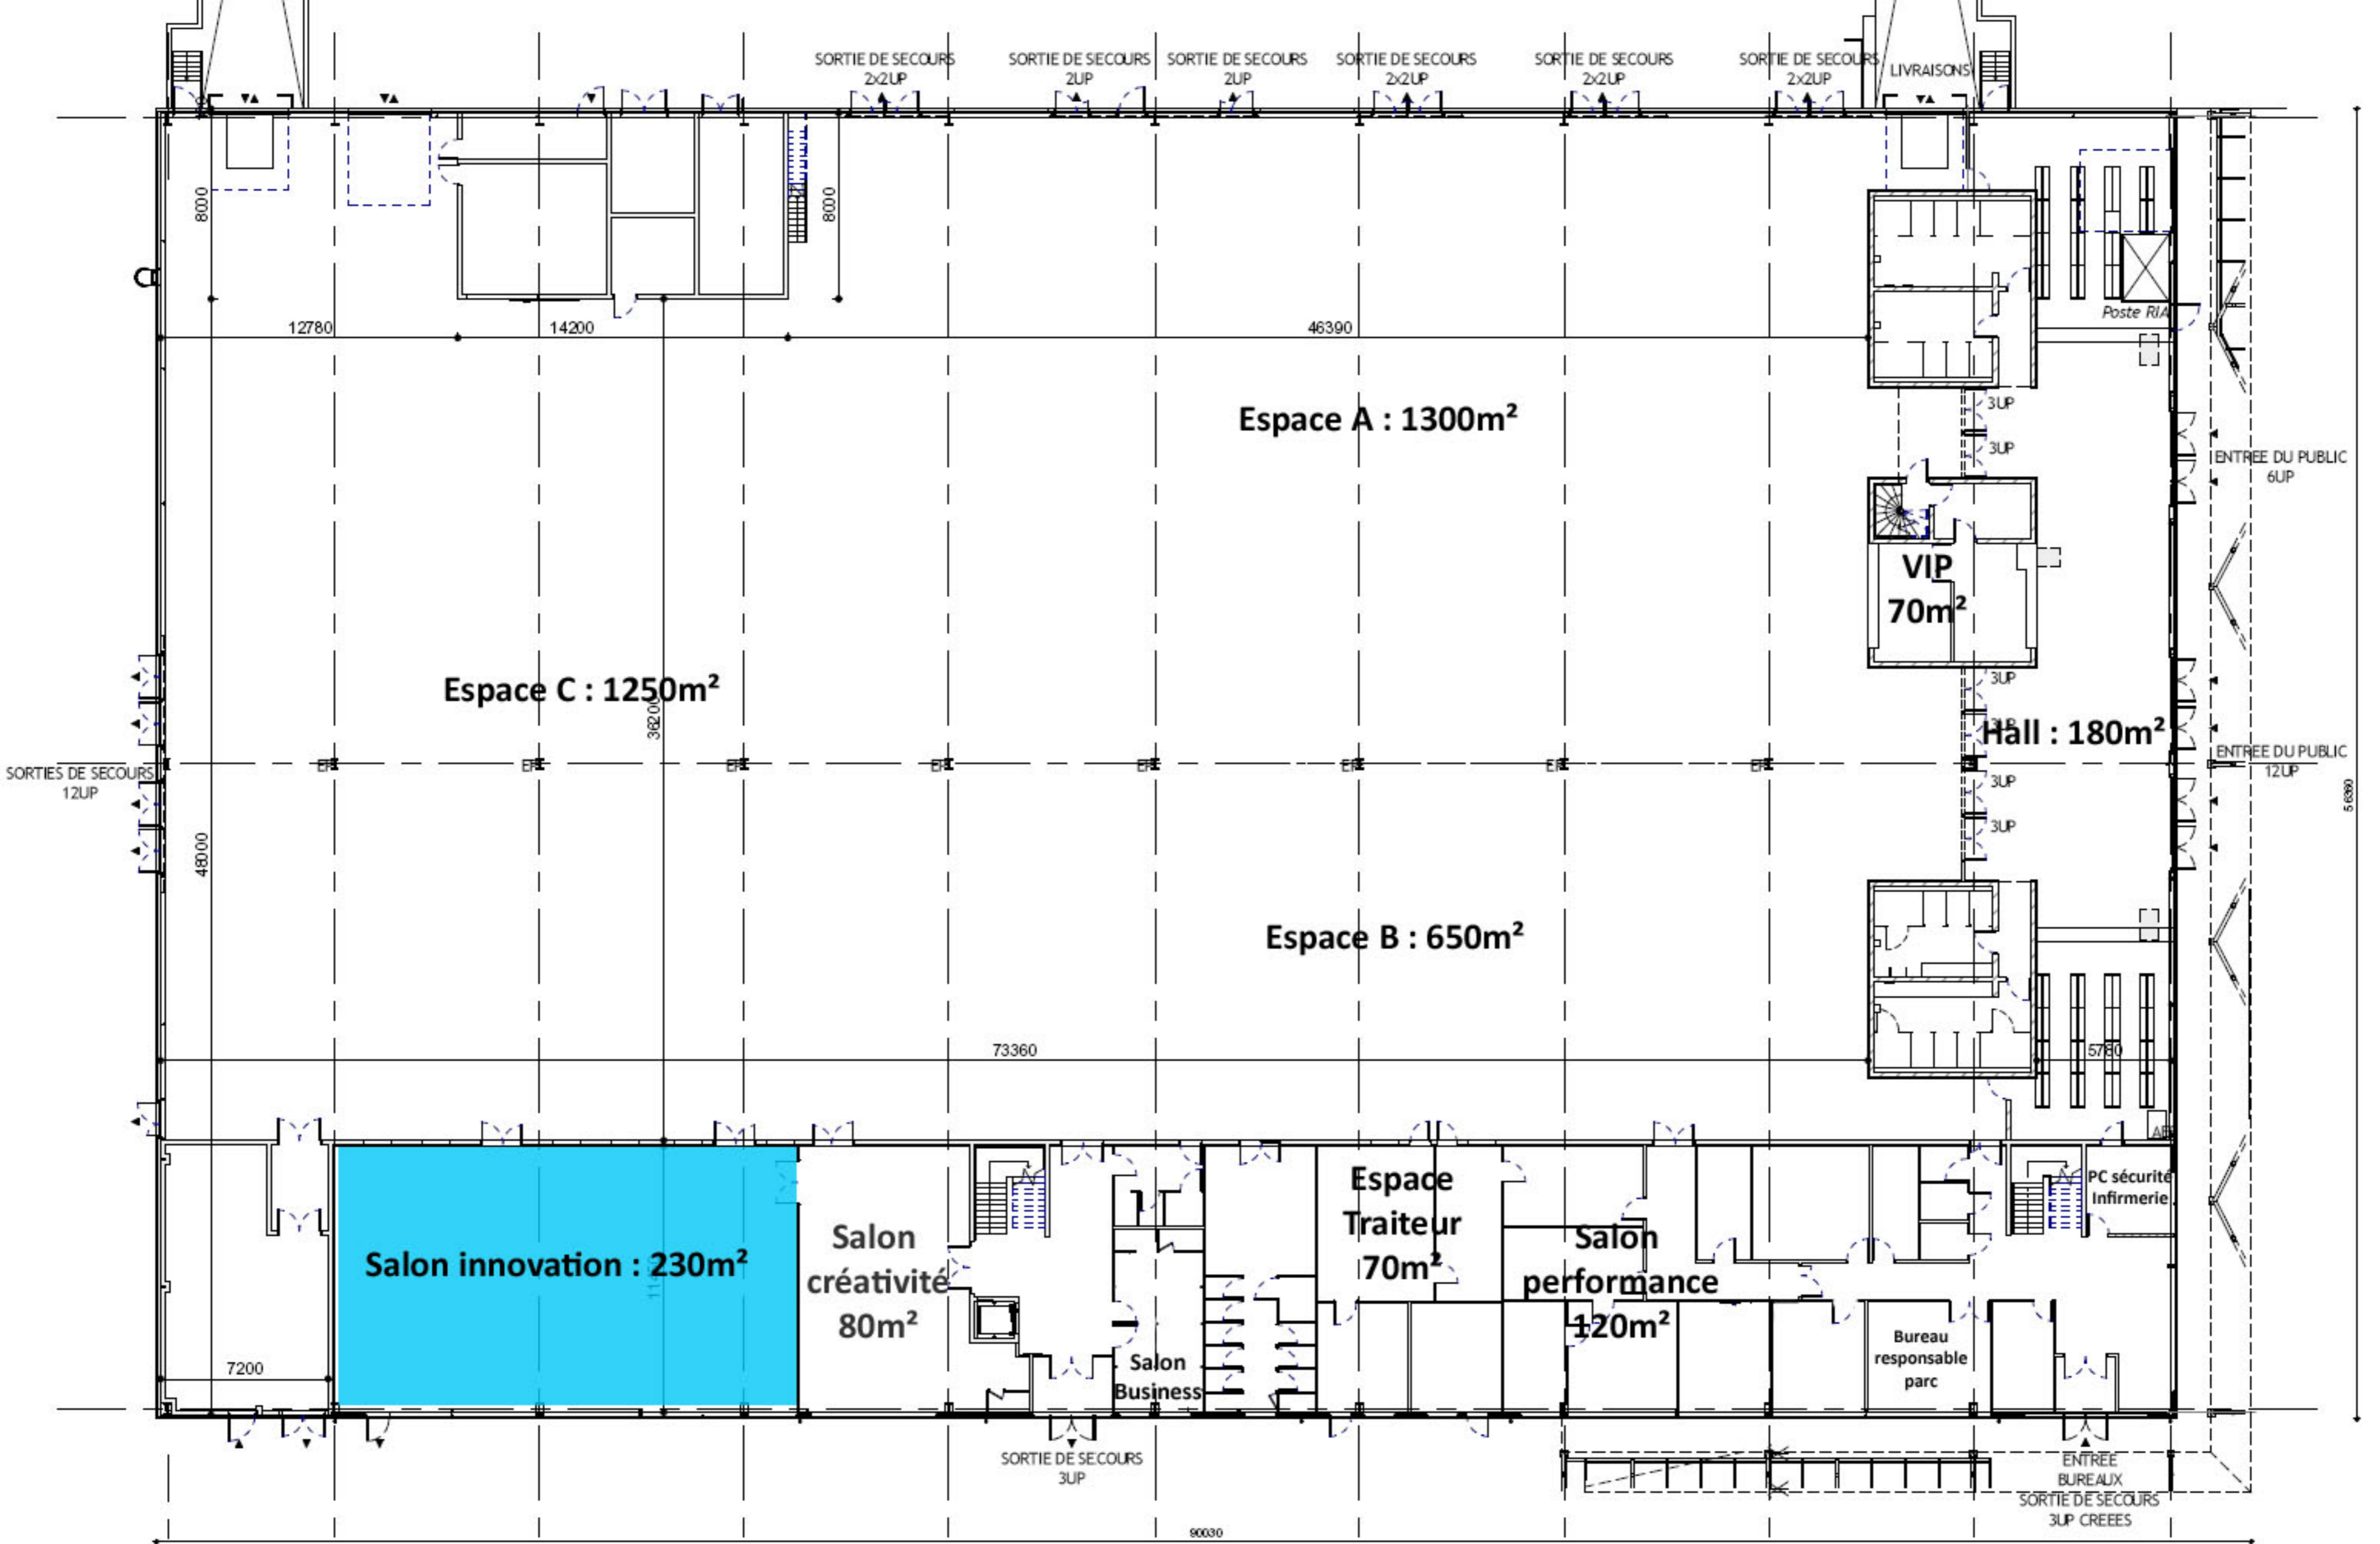 SORTIE DE SECOURS
2x2UP
SORTIE DE SECOURS
2UP
SORTIE DE SECOURS
2UP
SORTIE DE SECOURS
2x2UP
SORTIE DE SECOURS
2x2UP
SORTIE DE SECOURS
2x2UP
LIVRAISONS
8000
8000
Poste RIA
12780
14200
46390
Espace A : 1300m²
3UP
3UP
ENTREE DU PUBLIC
6UP
VIP
70m²
Espace C : 1250m²
36200
3UP
3UP
Hall : 180m²
ENTREE DU PUBLIC
12UP
SORTIES DE SECOURS
12UP
3UP
3UP
56360
48000
Espace B : 650m²
73360
5780
Salon innovation : 230m²
Salon
créativité
80m²
Salon
Business
Espace
Traiteur
70m²
Salon
performance
120m²
PC sécurité
Infirmerie
Bureau
responsable
parc
7200
SORTIE DE SECOURS
3UP
ENTREE
BUREAUX
SORTIE DE SECOURS
3UP CREEES
90030